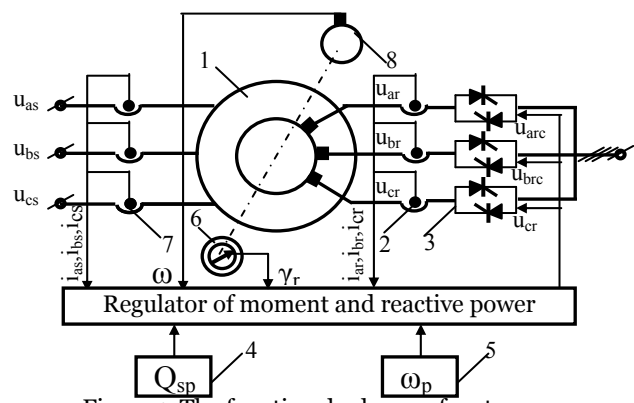 8
1
u_as
u_ar
u_arc
u_bs
u_br
u_brc
u_cs
u_cr
u_cr
i_as,i_bs,i_cs
7
6
i_ar,i_br,i_cr
2
3
ω
γ_r
Regulator of moment and reactive power
Q_sp
4
ω_p
5